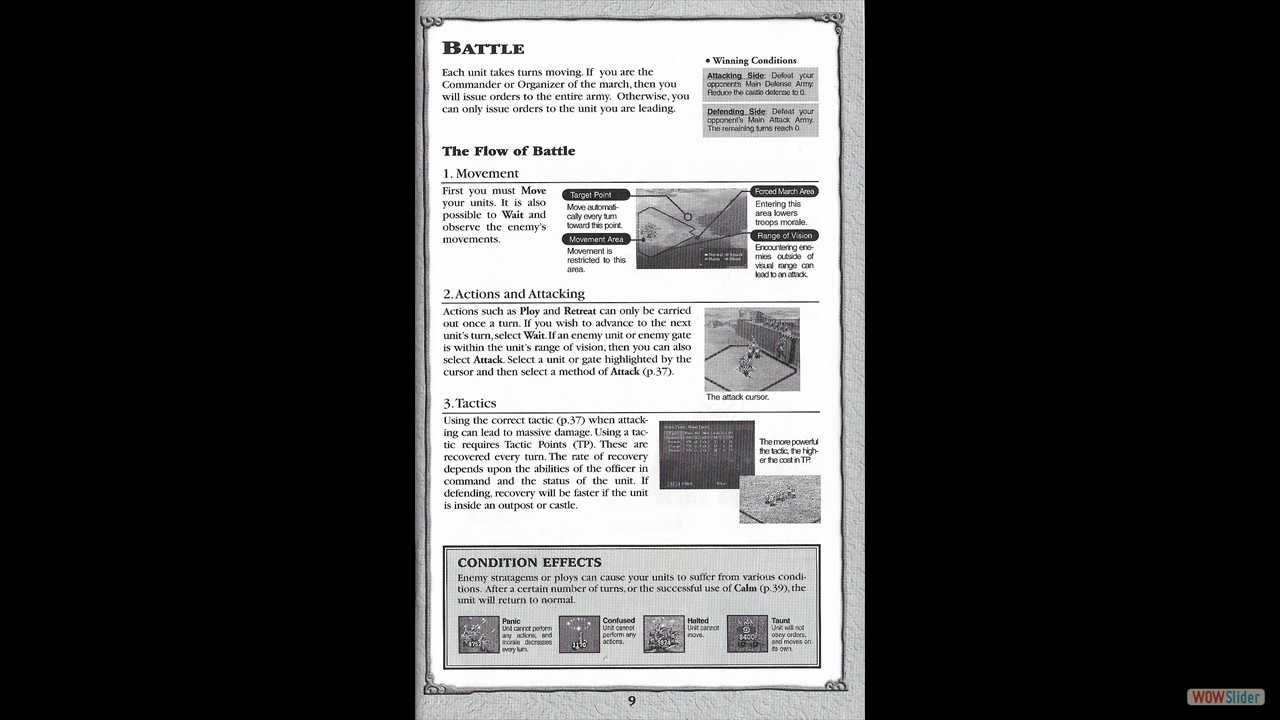 BATTLE
Each unit takes turns moving. If you are the
Commander or Organizer of the march, then you
will issue orders to the entire army. Otherwise, you
can only issue orders to the unit you are leading.
• Winning Conditions
Attacking Side: Defeat your
opponent's Main Defense Army.
Reduce the castle defense to 0.
Defending Side: Defeat your
opponent's Main Attack Army.
The remaining turns reach 0.
The Flow of Battle
1. Movement
First you must Move
your units. It is also
possible to Wait and
observe the enemy's
movements.
Target Point
Move automati-
cally every turn
toward this point.
Movement Area
Movement is
restricted to this
area.
Forced March Area
Entering this
area lowers
troops morale.
Range of Vision
Encountering ene-
mies outside of
visual range can
lead to an attack.
2. Actions and Attacking
Actions such as Ploy and Retreat can only be carried
out once a turn. If you wish to advance to the next
unit's turn, select Wait. If an enemy unit or enemy gate
is within the unit's range of vision, then you can also
select Attack. Select a unit or gate highlighted by the
cursor and then select a method of Attack (p.37).
The attack cursor.
3. Tactics
Using the correct tactic (p.37) when attack-
ing can lead to massive damage. Using a tac-
tic requires Tactic Points (TP). These are
recovered every turn. The rate of recovery
depends upon the abilities of the officer in
command and the status of the unit. If
defending, recovery will be faster if the unit
is inside an outpost or castle.
The more powerful
the tactic, the high-
er the cost in TP.
CONDITION EFFECTS
Enemy stratagems or ploys can cause your units to suffer from various condi-
tions. After a certain number of turns, or the successful use of Calm (p.39), the
unit will return to normal.
Panic
Unit cannot perform
any actions, and
morale decreases
every turn.
Confused
Unit cannot
perform any
actions.
Halted
Unit cannot
move.
Taunt
Unit will not
obey orders,
and moves on
its own.
9
WOWSlider